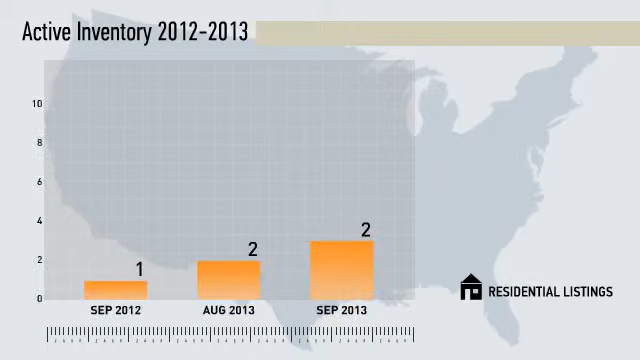 Active Inventory 2012-2013
10
8
6
4
2
0
1
2
2
SEP 2012
AUG 2013
SEP 2013
RESIDENTIAL LISTINGS